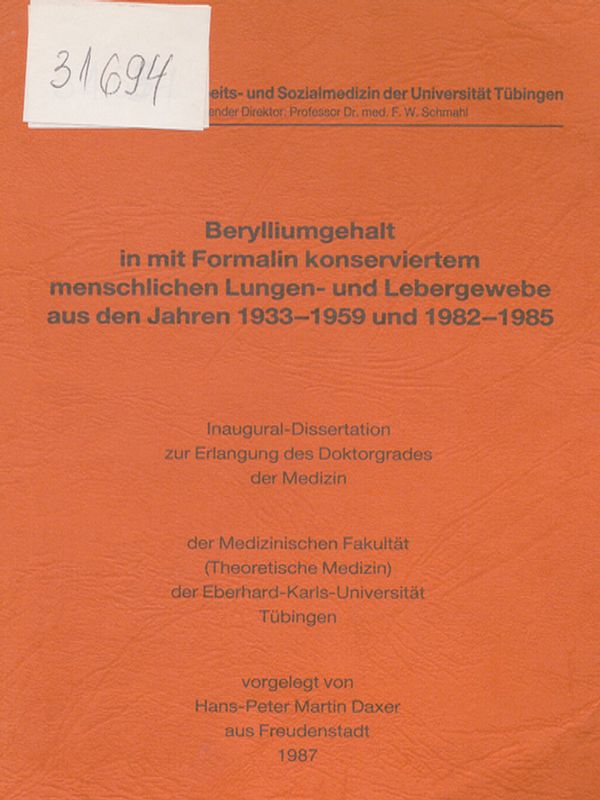 31694
eits- und Sozialmedizin der Universität Tübingen
ender Direktor: Professor Dr. med. F. W. Schmahl
Berylliumgehalt
in mit Formalin konserviertem
menschlichen Lungen- und Lebergewebe
aus den Jahren 1933–1959 und 1982–1985
Inaugural-Dissertation
zur Erlangung des Doktorgrades
der Medizin
der Medizinischen Fakultät
(Theoretische Medizin)
der Eberhard-Karls-Universität
Tübingen
vorgelegt von
Hans-Peter Martin Daxer
aus Freudenstadt
1987